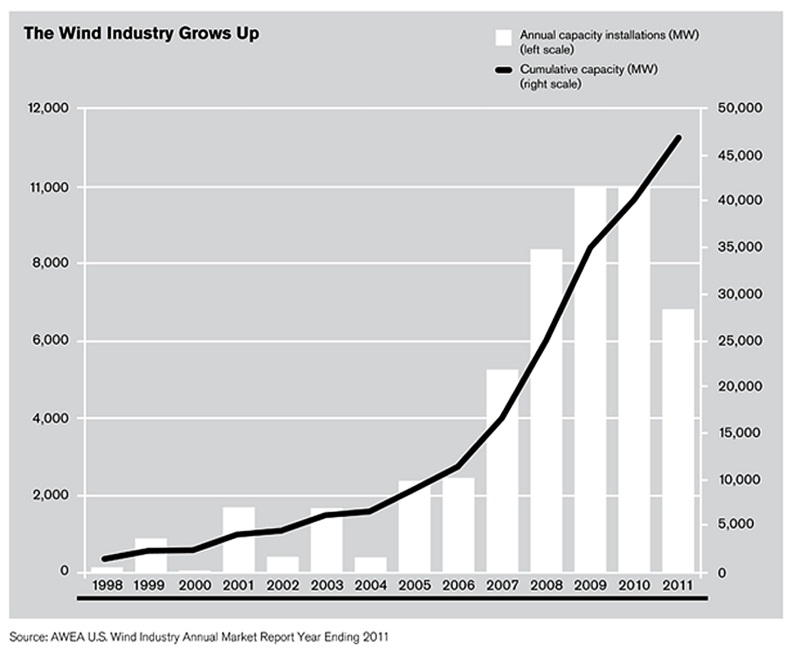 The Wind Industry Grows Up
Annual capacity installations (MW)
(left scale)
Cumulative capacity (MW)
(right scale)
12,000
11,000
8,000
6,000
4,000
2,000
0
50,000
45,000
40,000
35,000
30,000
25,000
20,000
15,000
10,000
5,000
0
1998 1999 2000 2001 2002 2003 2004 2005 2006 2007 2008 2009 2010 2011
Source: AWEA U.S. Wind Industry Annual Market Report Year Ending 2011